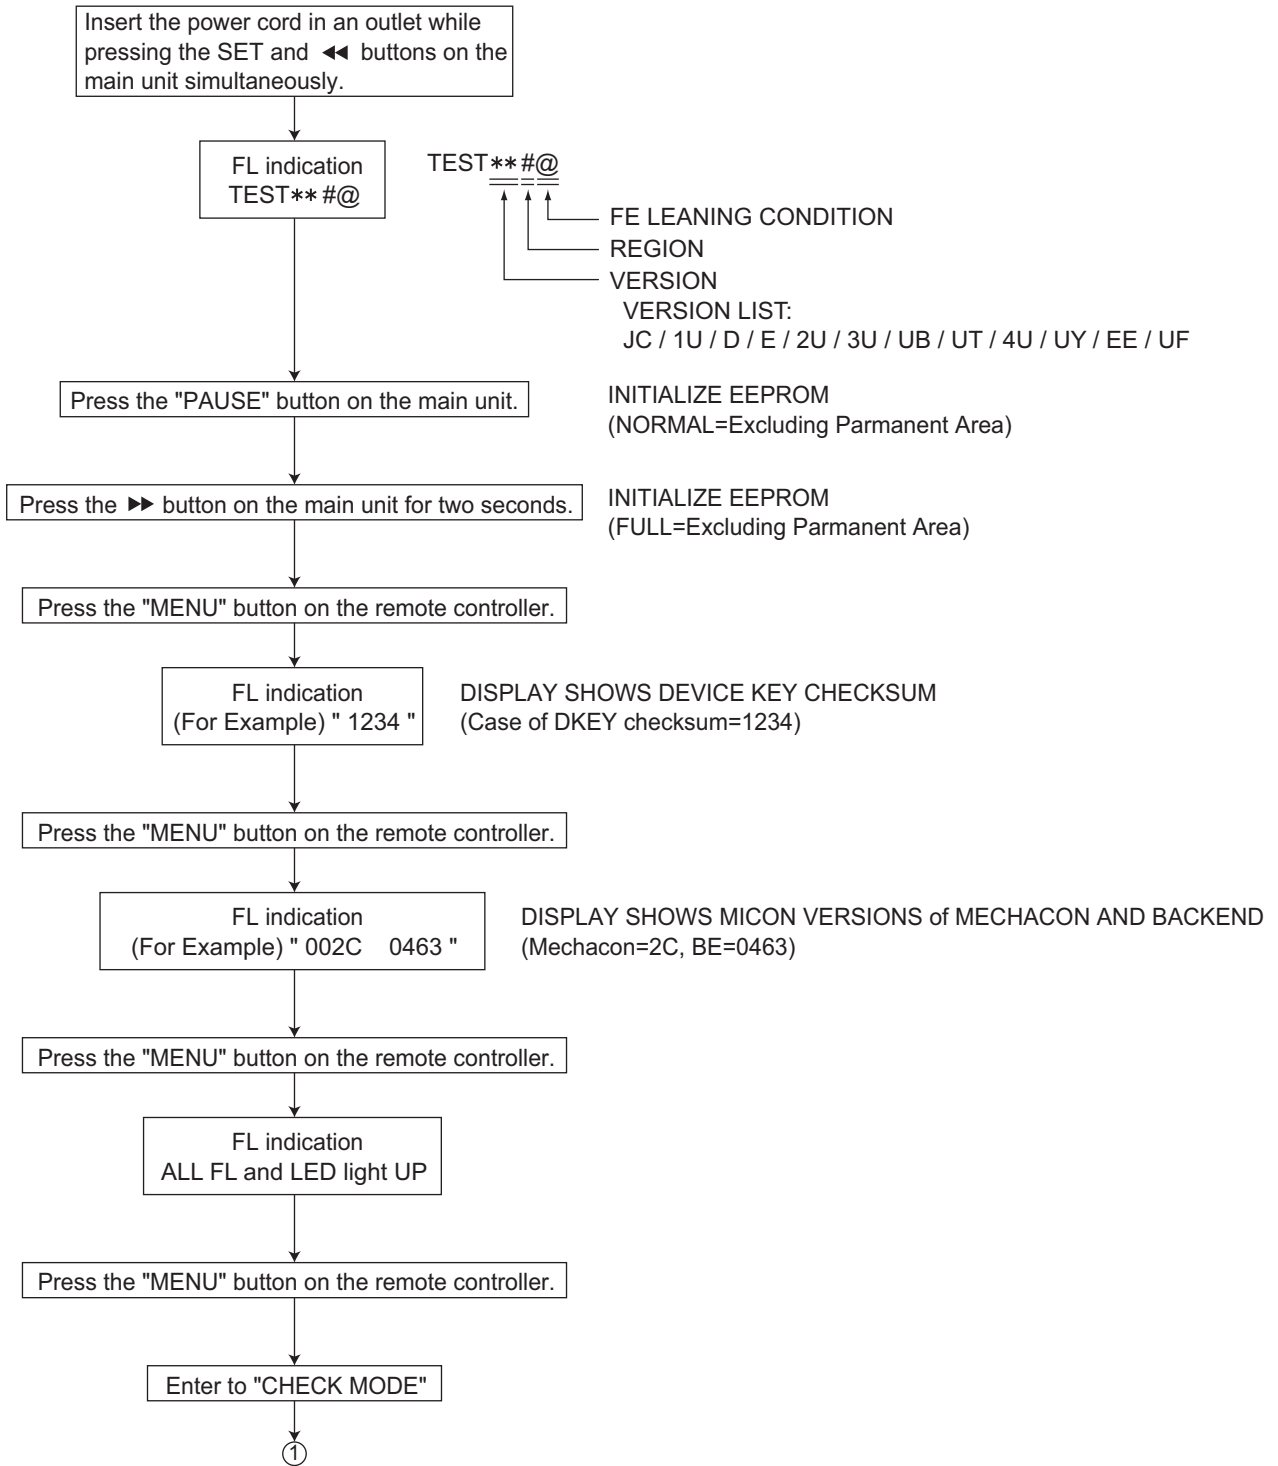 Insert the power cord in an outlet while
pressing the SET and ◀◀ buttons on the
main unit simultaneously.
FL indication
TEST** #@
TEST** #@
FE LEANING CONDITION
REGION
VERSION
VERSION LIST:
JC / 1U / D / E / 2U / 3U / UB / UT / 4U / UY / EE / UF
Press the "PAUSE" button on the main unit.
INITIALIZE EEPROM
(NORMAL=Excluding Parmanent Area)
Press the ▶▶ button on the main unit for two seconds.
INITIALIZE EEPROM
(FULL=Excluding Parmanent Area)
Press the "MENU" button on the remote controller.
FL indication
(For Example) " 1234 "
DISPLAY SHOWS DEVICE KEY CHECKSUM
(Case of DKEY checksum=1234)
Press the "MENU" button on the remote controller.
FL indication
(For Example) " 002C 0463 "
DISPLAY SHOWS MICON VERSIONS of MECHACON AND BACKEND
(Mechacon=2C, BE=0463)
Press the "MENU" button on the remote controller.
FL indication
ALL FL and LED light UP
Press the "MENU" button on the remote controller.
Enter to "CHECK MODE"
①